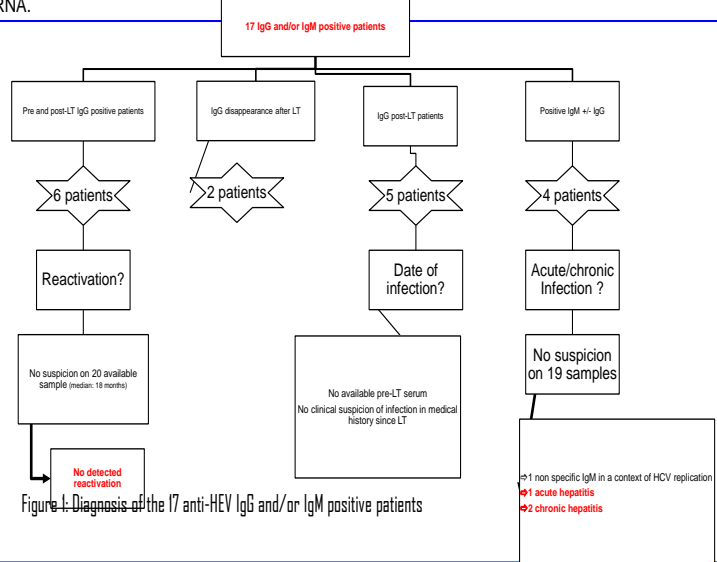 RNA.
17 IgG and/or IgM positive patients
Pre and post-LT IgG positive patients
IgG disappearance after LT
IgG post-LT patients
Positive IgM +/- IgG
6 patients
2 patients
5 patients
4 patients
Reactivation?
Date of
infection?
Acute/chronic
Infection ?
No suspicion on 20 available
sample (median: 18 months)
No available pre-LT serum
No clinical suspicion of infection in medical
history since LT
No suspicion
on 19 samples
No detected
reactivation
⇨1 non specific IgM in a context of HCV replication
⇨1 acute hepatitis
⇨2 chronic hepatitis
Figure 1: Diagnosis of the 17 anti-HEV IgG and/or IgM positive patients